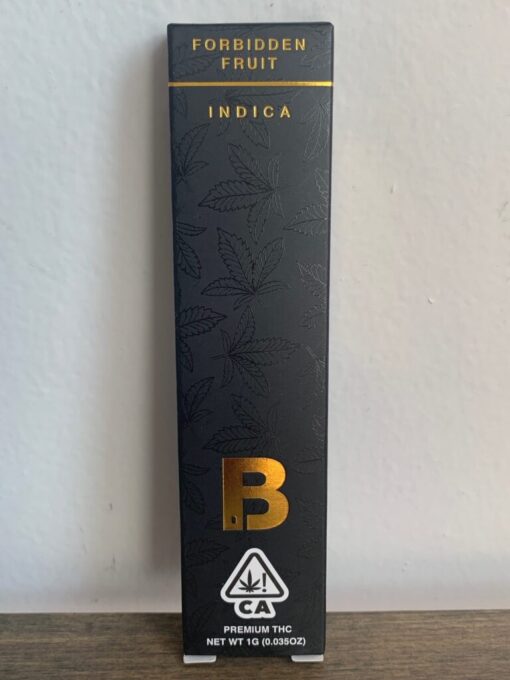 FORBIDDEN
FRUIT
INDICA
B
!
CA
PREMIUM THC
NET WT 1G (0.035OZ)